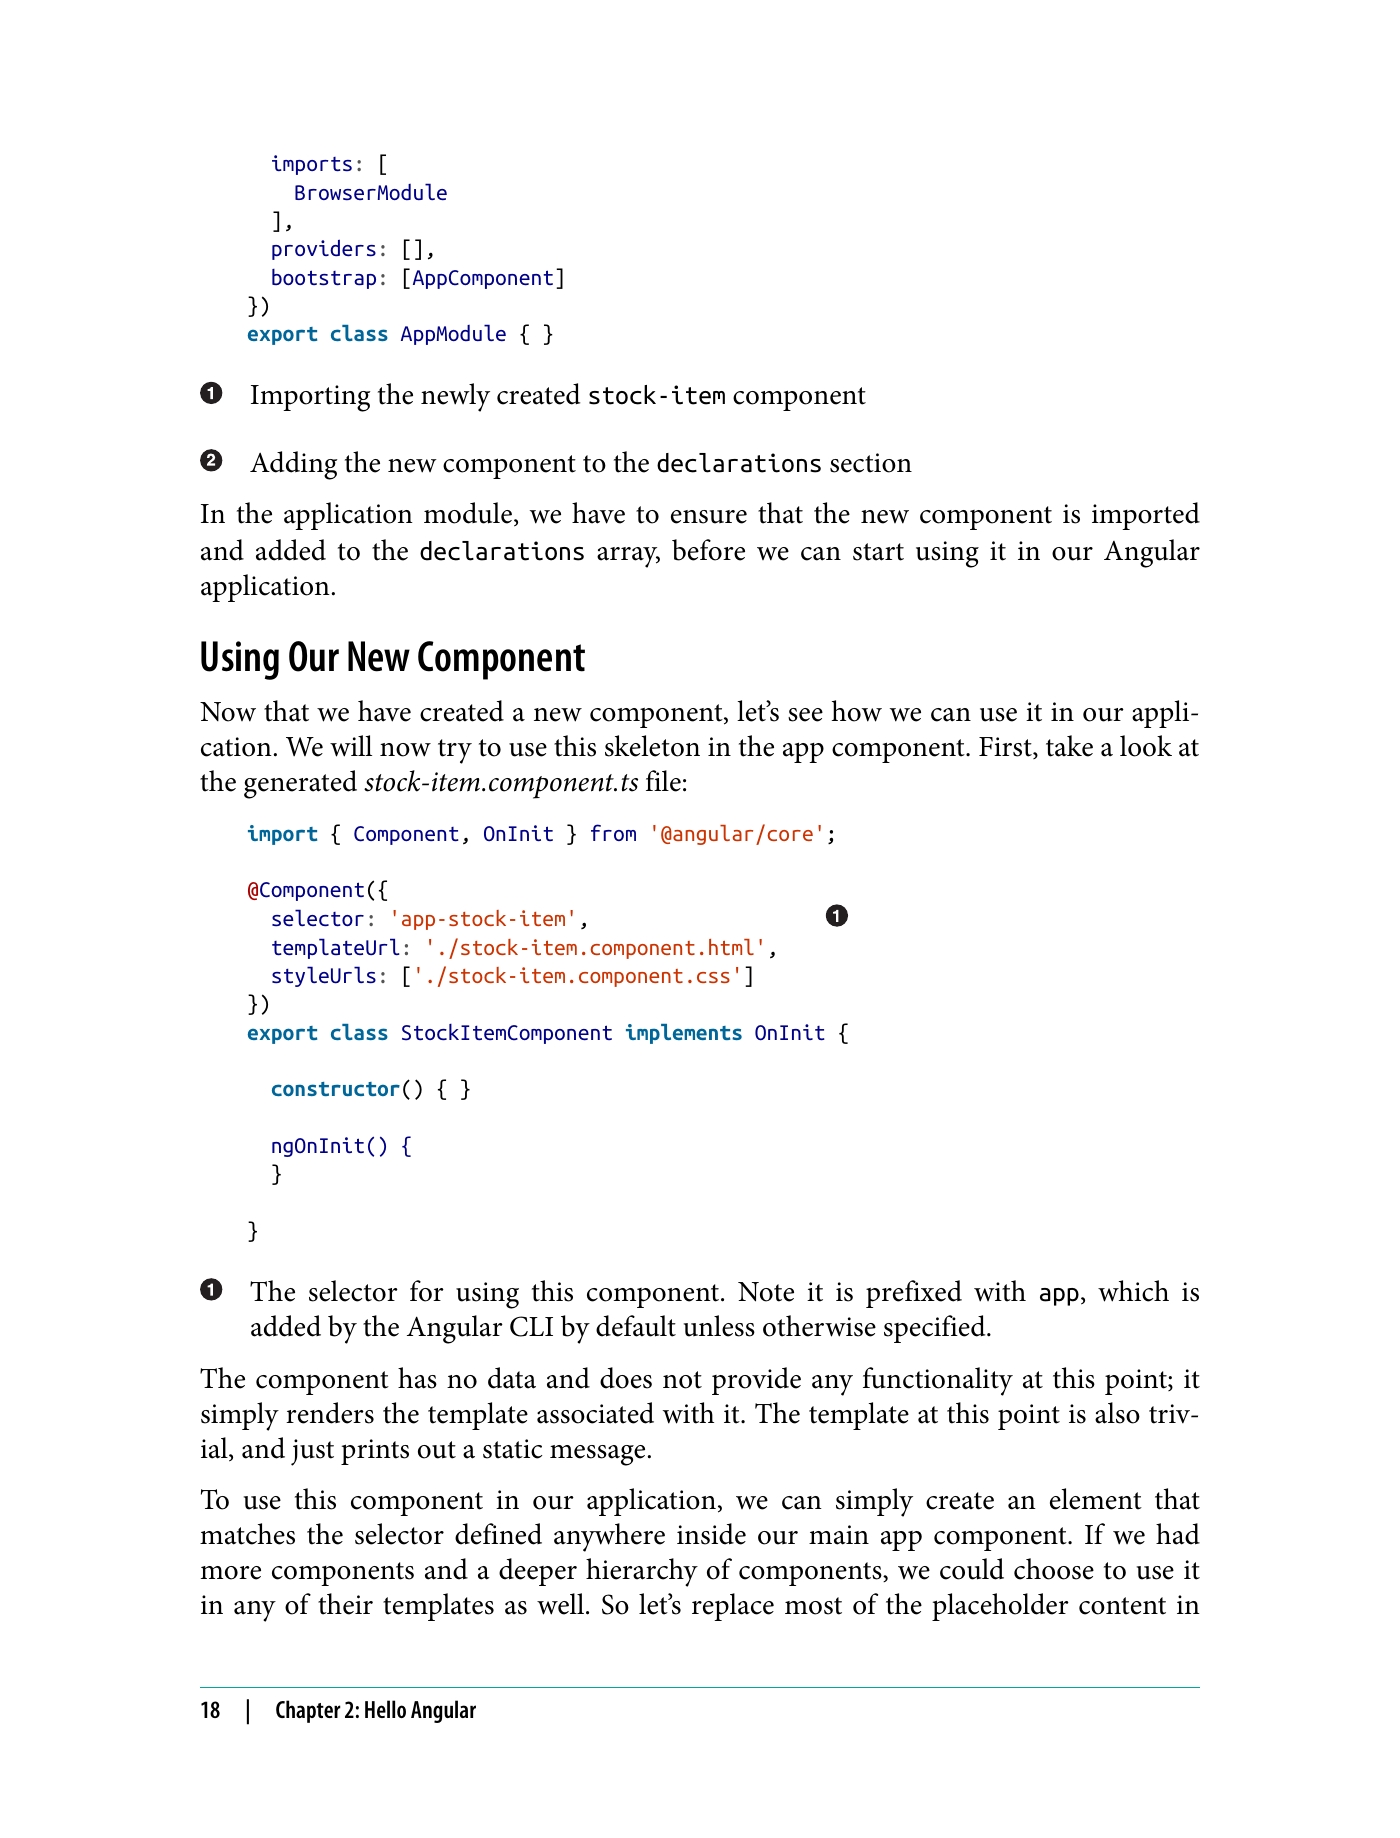 imports: [
    BrowserModule
  ],
  providers: [],
  bootstrap: [AppComponent]
})
export class AppModule { }
❶ Importing the newly created stock-item component
❷ Adding the new component to the declarations section
In the application module, we have to ensure that the new component is imported
and added to the declarations array, before we can start using it in our Angular
application.
Using Our New Component
Now that we have created a new component, let’s see how we can use it in our appli-
cation. We will now try to use this skeleton in the app component. First, take a look at
the generated stock-item.component.ts file:
import { Component, OnInit } from '@angular/core';
@Component({
  selector: 'app-stock-item', ❶
  templateUrl: './stock-item.component.html',
  styleUrls: ['./stock-item.component.css']
})
export class StockItemComponent implements OnInit {
  constructor() { }
  ngOnInit() {
  }
}
❶ The selector for using this component. Note it is prefixed with app, which is
added by the Angular CLI by default unless otherwise specified.
The component has no data and does not provide any functionality at this point; it
simply renders the template associated with it. The template at this point is also triv-
ial, and just prints out a static message.
To use this component in our application, we can simply create an element that
matches the selector defined anywhere inside our main app component. If we had
more components and a deeper hierarchy of components, we could choose to use it
in any of their templates as well. So let’s replace most of the placeholder content in
18 | Chapter 2: Hello Angular